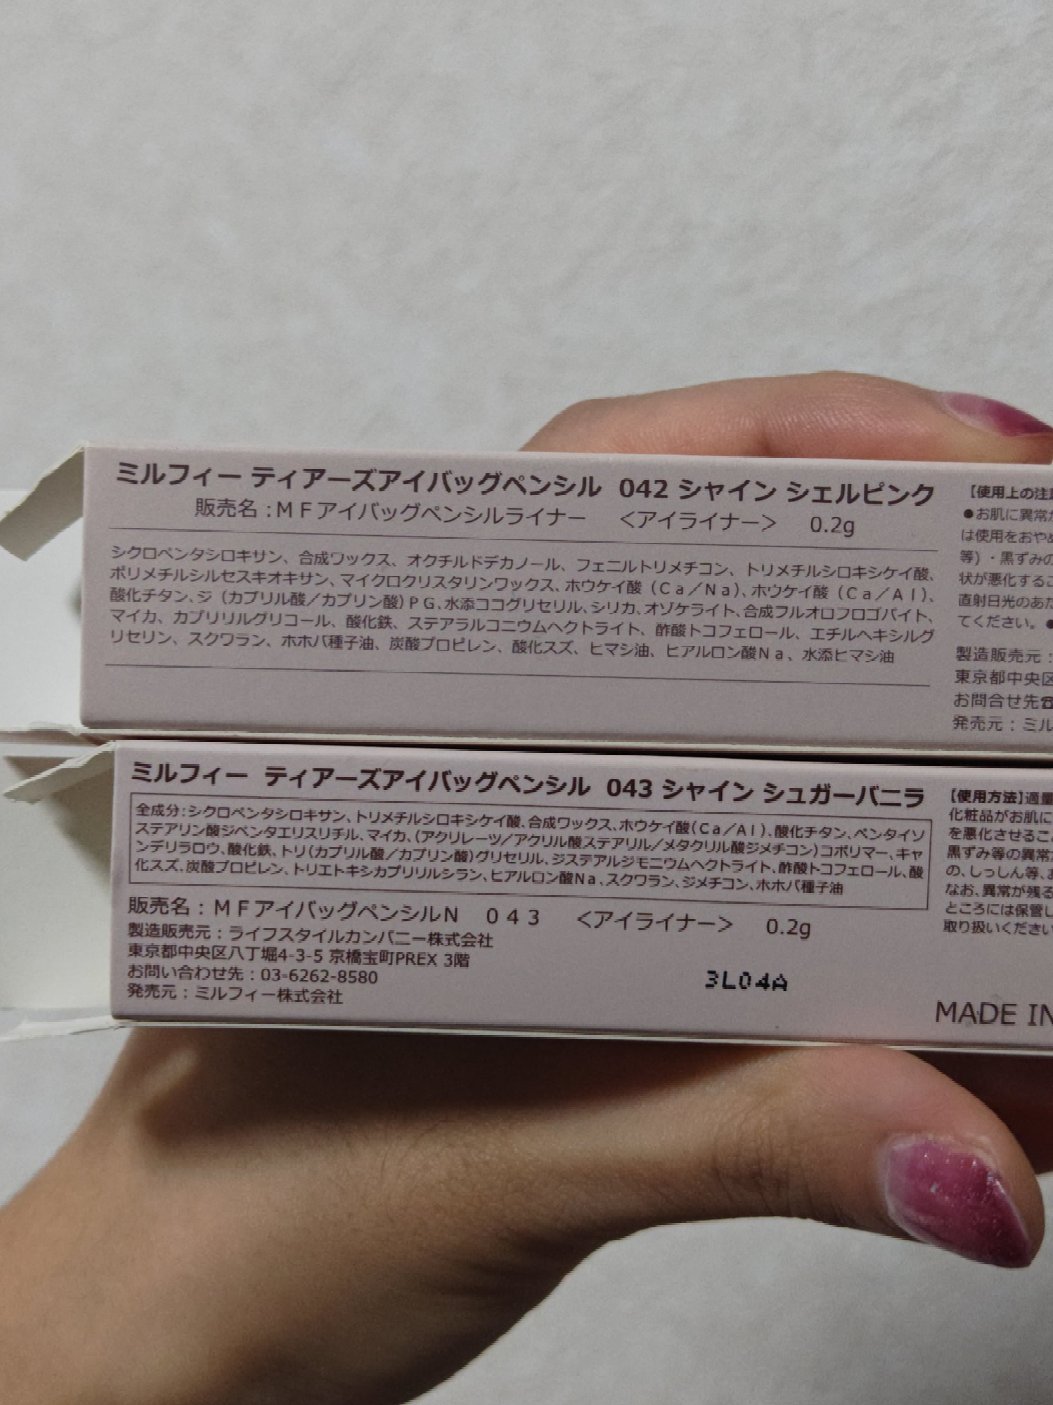 ミルフィー ティアーズアイバッグペンシル 042 シャイン シェルピンク
販売名:ＭＦアイバッグペンシルライナー ＜アイライナー＞ 0.2g
シクロペンタシロキサン、合成ワックス、オクチルドデカノール、フェニルトリメチコン、トリメチルシロキシケイ酸、
ポリメチルシルセスキオキサン、マイクロクリスタリンワックス、ホウケイ酸（Ｃａ／Ｎａ）、ホウケイ酸（Ｃａ／Ａｌ）、
酸化チタン、ジ（カプリル酸／カプリン酸）ＰＧ、水添ココグリセリル、シリカ、オゾケライト、合成フルオロフロゴパイト、
マイカ、カプリリルグリコール、酸化鉄、ステアラルコニウムヘクトライト、酢酸トコフェロール、エチルヘキシルグ
リセリン、スクワラン、ホホバ種子油、炭酸プロピレン、酸化スズ、ヒマシ油、ヒアルロン酸Ｎａ、水添ヒマシ油
【使用上の注意
●お肌に異常が
は使用をおやめ
等）・黒ずみの
状が悪化するこ
直射日光のあた
てください。●
製造販売元：
東京都中央区
お問合せ先☎
発売元：ミル
ミルフィー ティアーズアイバッグペンシル 043 シャイン シュガーバニラ
全成分:シクロペンタシロキサン、トリメチルシロキシケイ酸、合成ワックス、ホウケイ酸(Ｃａ／Ａｌ)、酸化チタン、ペンタイソ
ステアリン酸ジペンタエリスリチル、マイカ、(アクリレーツ／アクリル酸ステアリル／メタクリル酸ジメチコン)コポリマー、キャ
ンデリラロウ、酸化鉄、トリ(カプリル酸／カプリン酸)グリセリル、ジステアルジモニウムヘクトライト、酢酸トコフェロール、酸
化スズ、炭酸プロピレン、トリエトキシカプリリルシラン、ヒアルロン酸Ｎａ、スクワラン、ジメチコン、ホホバ種子油
販売名：ＭＦアイバッグペンシルＮ ０４３ ＜アイライナー＞ 0.2g
製造販売元：ライフスタイルカンパニー株式会社
東京都中央区八丁堀4-3-5 京橋宝町PREX 3階
お問い合わせ先：03-6262-8580
発売元：ミルフィー株式会社
3L04A
【使用方法】適量
化粧品がお肌に
を悪化させるこ
黒ずみ等の異常
の、しっしん等、
なお、異常が残る
ところには保管し
取り扱いください
MADE IN